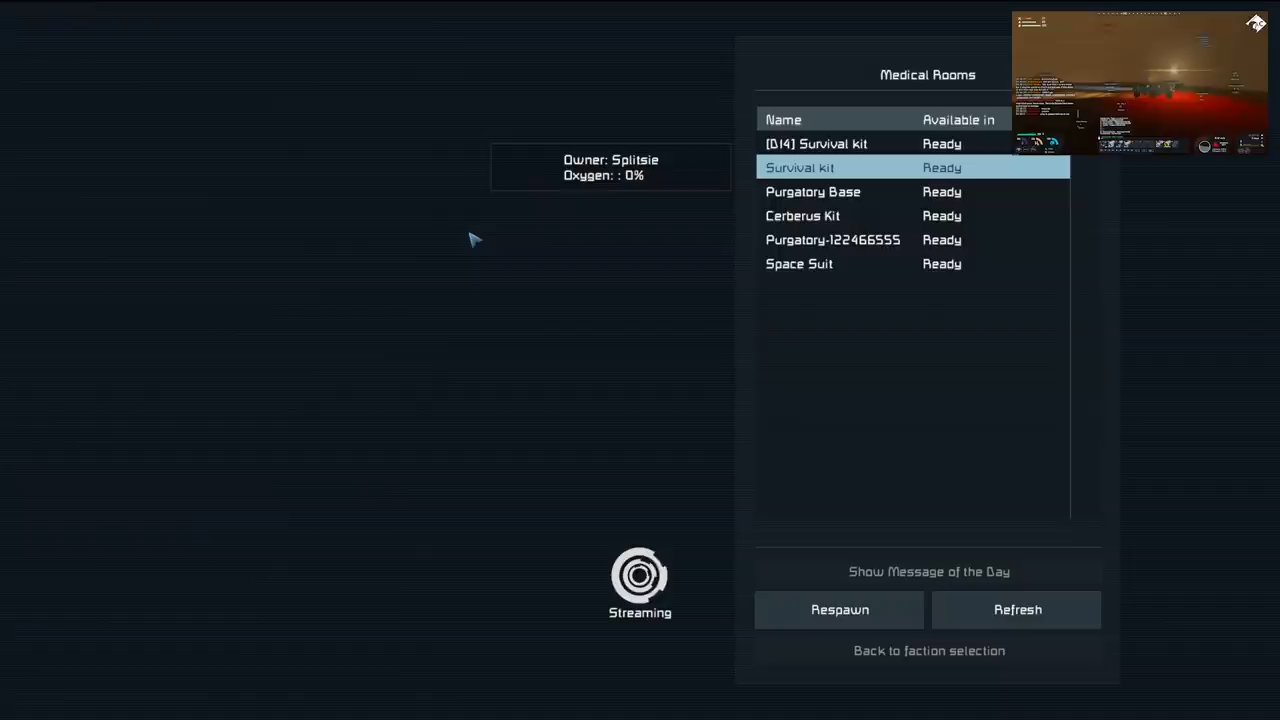 Medical Rooms
Name Available in
[D14] Survival kit Ready
Owner: Splitsie
Oxygen: : 0%
Survival kit Ready
Purgatory Base Ready
Cerberus Kit Ready
Purgatory-122466555 Ready
Space Suit Ready
Show Message of the Day
Streaming
Respawn Refresh
Back to faction selection